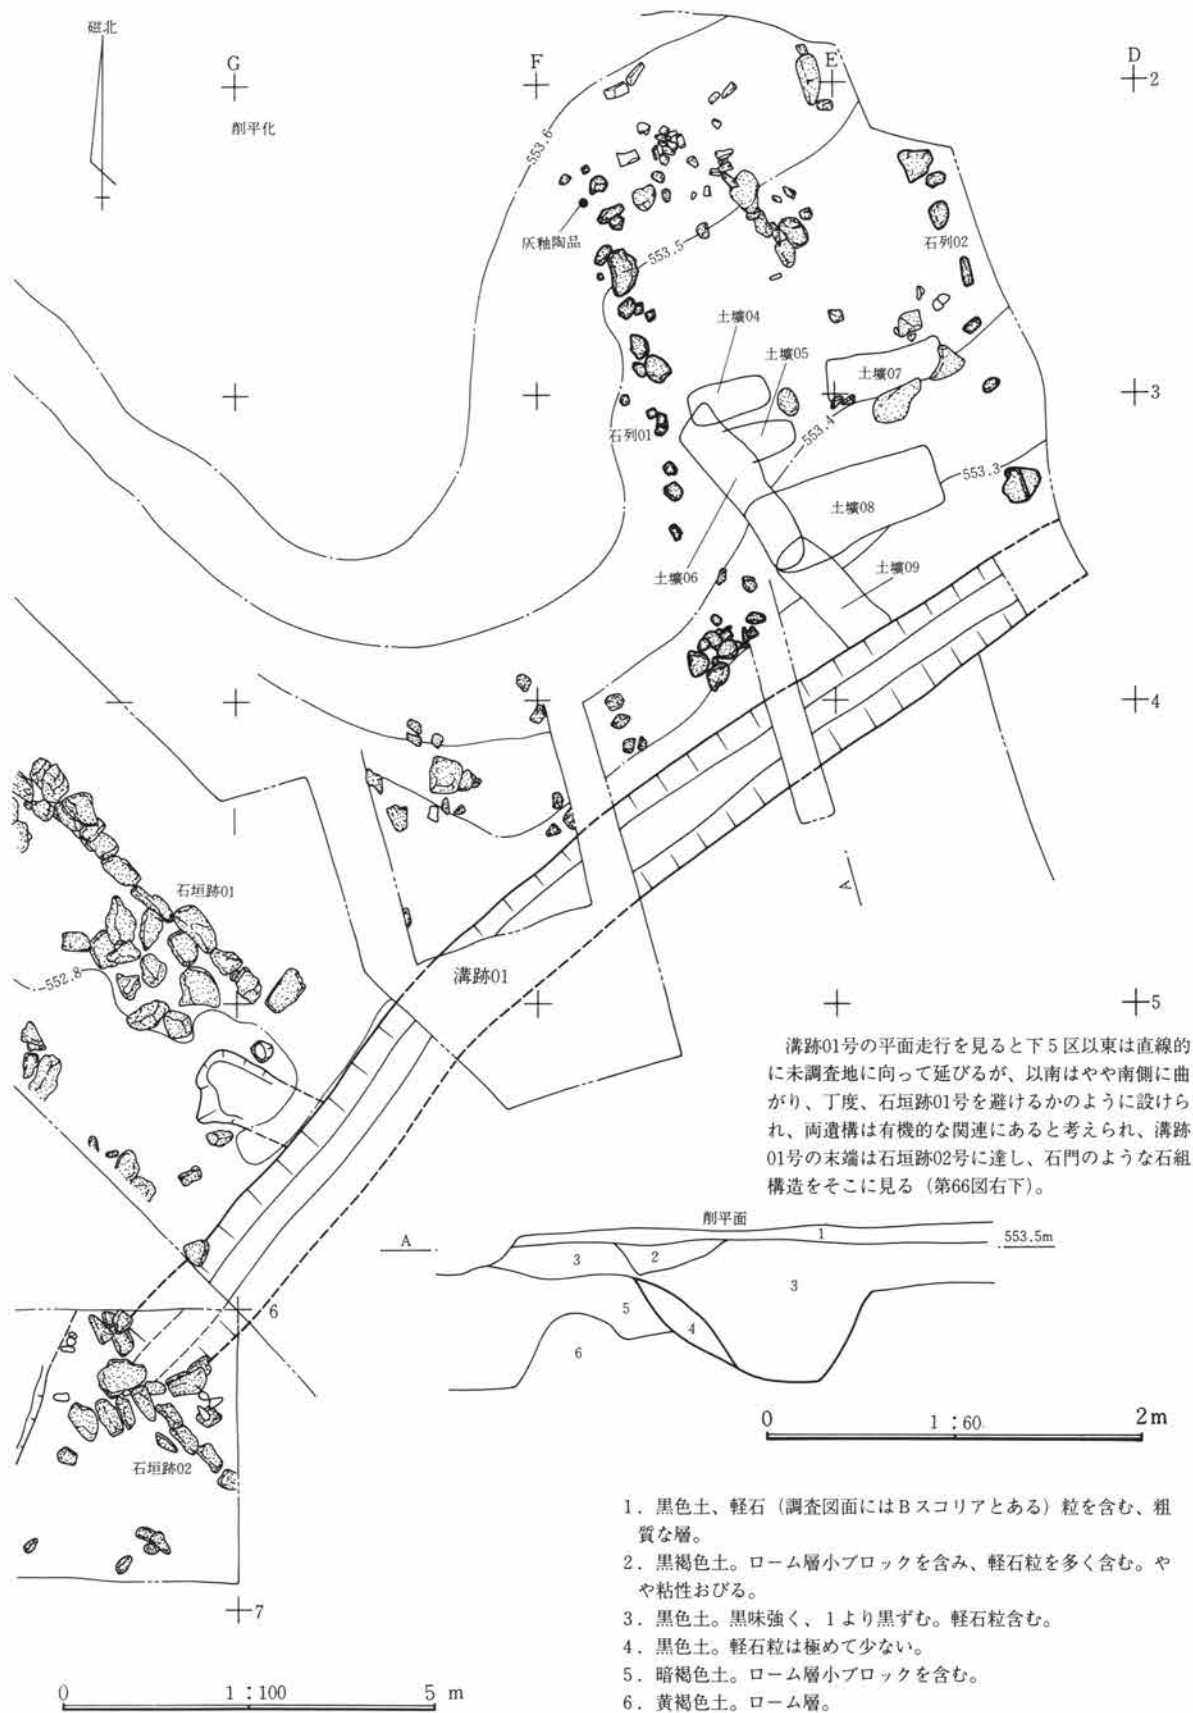 磁北
G
F
E
D
2
削平化
553.6
灰釉陶品
553.5
石列02
土壙04
土壙05
土壙07
3
石列01
553.4
553.3
土壙08
土壙06
土壙09
4
石垣跡01
A
552.8
溝跡01
5
溝跡01号の平面走行を見ると下5区以東は直線的
に未調査地に向って延びるが、以南はやや南側に曲
がり、丁度、石垣跡01号を避けるかのように設けら
れ、両遺構は有機的な関連にあると考えられ、溝跡
01号の末端は石垣跡02号に達し、石門のような石組
構造をそこに見る（第66図右下）。
削平面
A
1
553.5m
3
2
3
5
4
6
6
石垣跡02
0 1：60 2m
7
1．黒色土、軽石（調査図面にはBスコリアとある）粒を含む、粗
質な層。
2．黒褐色土。ローム層小ブロックを含み、軽石粒を多く含む。や
や粘性おびる。
3．黒色土。黒味強く、1より黒ずむ。軽石粒含む。
4．黒色土。軽石粒は極めて少ない。
5．暗褐色土。ローム層小ブロックを含む。
6．黄褐色土。ローム層。
0 1：100 5 m